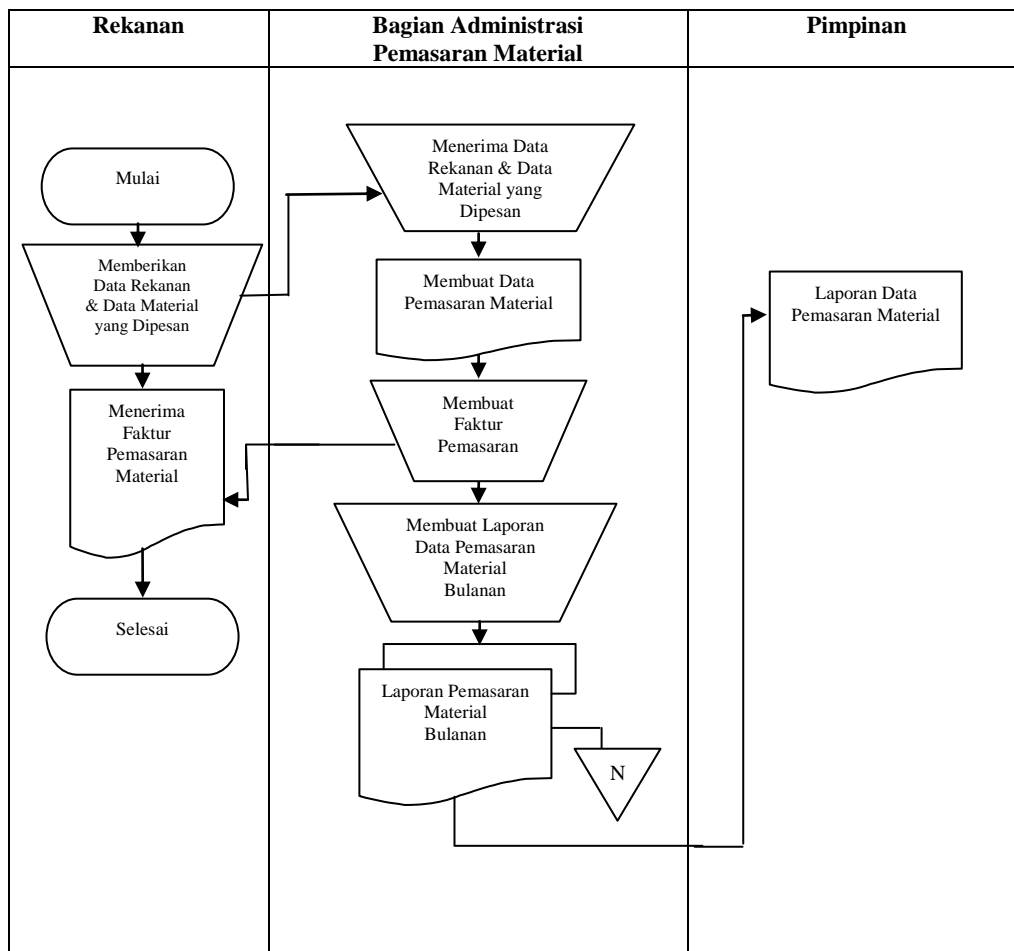 Rekanan
Bagian Administrasi
Pemasaran Material
Pimpinan
Mulai
Memberikan
Data Rekanan
& Data Material
yang Dipesan
Menerima
Faktur
Pemasaran
Material
Selesai
Menerima Data
Rekanan & Data
Material yang
Dipesan
Membuat Data
Pemasaran Material
Membuat
Faktur
Pemasaran
Membuat Laporan
Data Pemasaran
Material
Bulanan
Laporan Pemasaran
Material
Bulanan
N
Laporan Data
Pemasaran Material